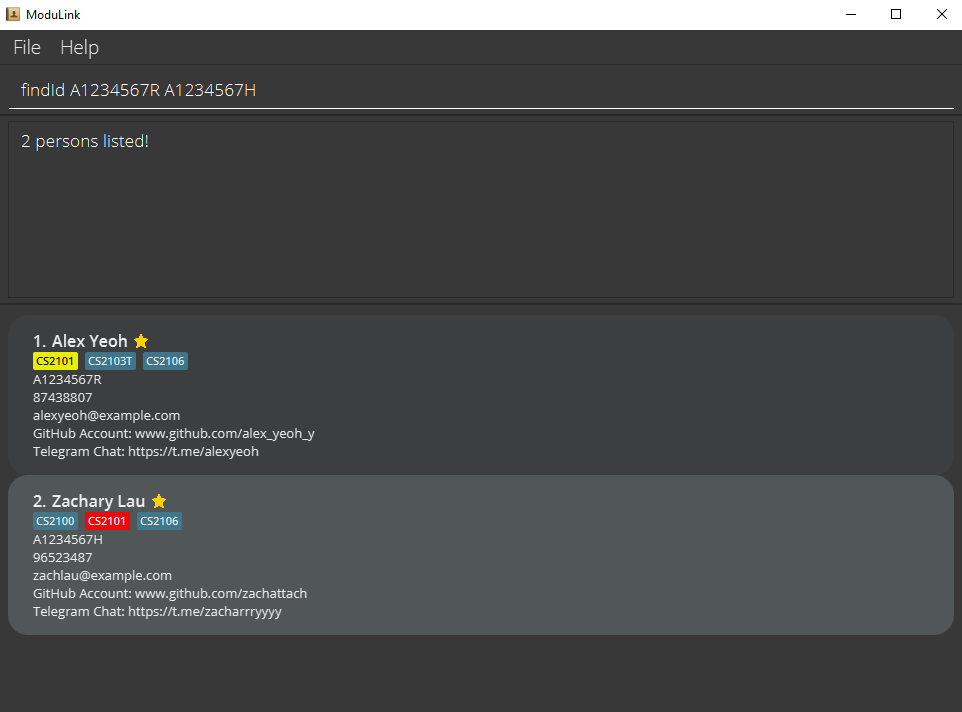 ModuLink
File Help
findId A1234567R A1234567H
2 persons listed!
1. Alex Yeoh
CS2101 CS2103T CS2106
A1234567R
87438807
alexyeoh@example.com
GitHub Account: www.github.com/alex_yeoh_y
Telegram Chat: https://t.me/alexyeoh
2. Zachary Lau
CS2100 CS2101 CS2106
A1234567H
96523487
zachlau@example.com
GitHub Account: www.github.com/zachattach
Telegram Chat: https://t.me/zacharrryyyy